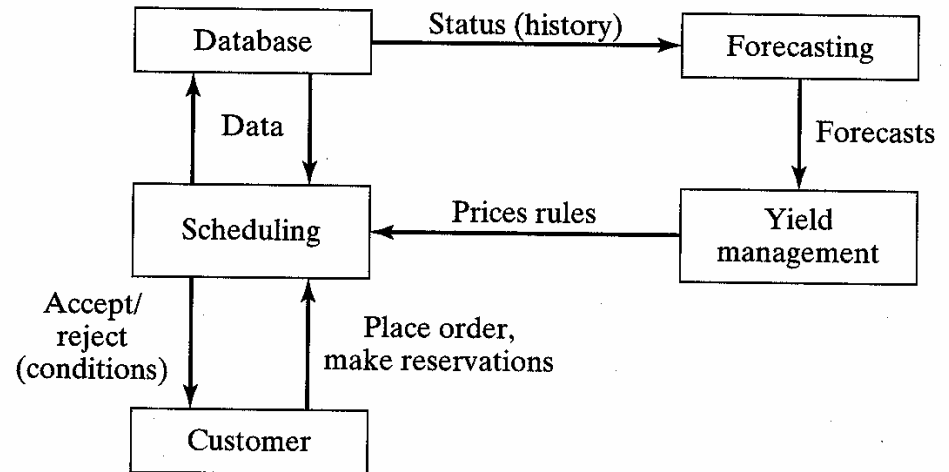 Database
Status (history)
Forecasting
Data
Forecasts
Scheduling
Prices rules
Yield
management
Accept/
reject
(conditions)
Place order,
make reservations
Customer